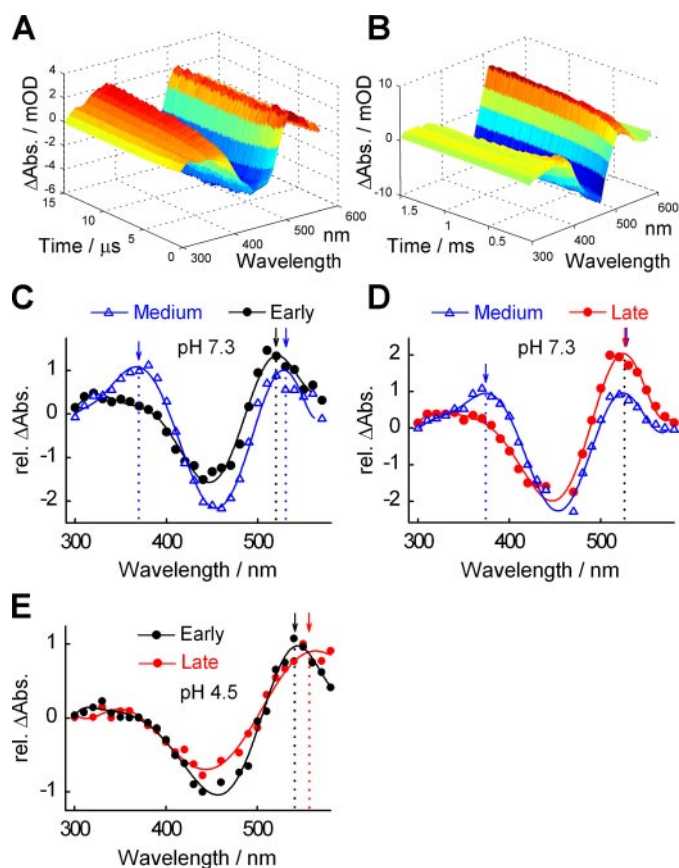 A
B
ΔAbs. / mOD
4
2
0
-2
-4
-6
15
10
5
0
Time / μs
300
400
500
600
nm
Wavelength
ΔAbs. / mOD
10
0
-10
1.5
1
0.5
Time / ms
300
400
500
600
nm
Wavelength
C
Medium
Early
pH 7.3
rel. ΔAbs.
1
0
-1
-2
300
400
500
Wavelength / nm
D
Medium
Late
pH 7.3
rel. ΔAbs.
2
1
0
-1
-2
300
400
500
Wavelength / nm
E
Early
Late
pH 4.5
rel. ΔAbs.
1
0
-1
300
400
500
Wavelength / nm